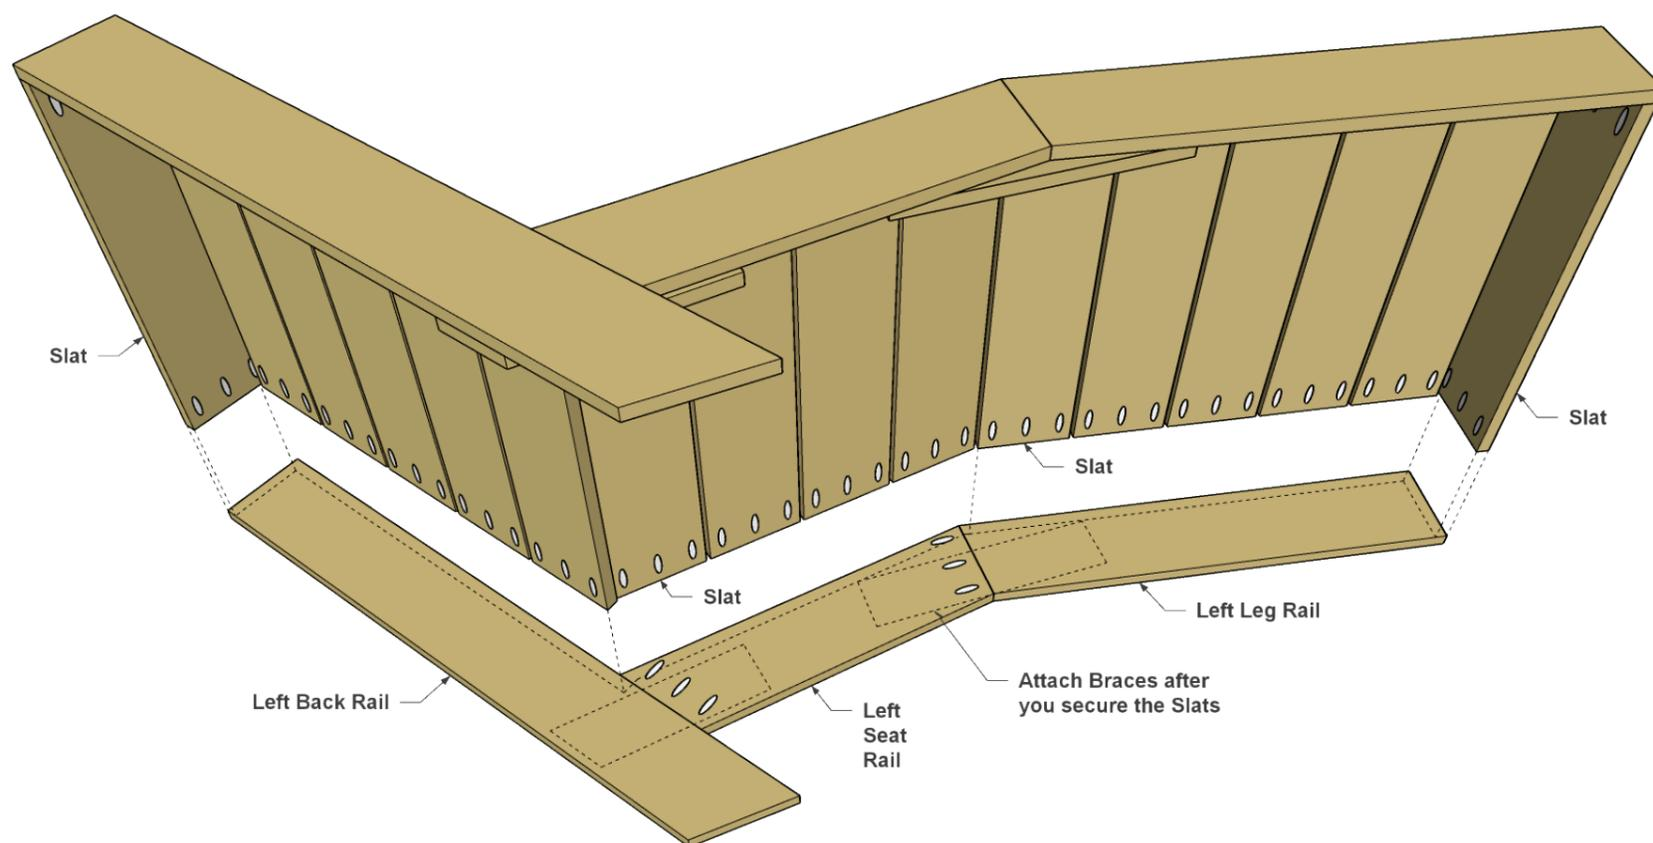 Slat
Slat
Slat
Slat
Left Leg Rail
Left Back Rail
Attach Braces after
you secure the Slats
Left
Seat
Rail